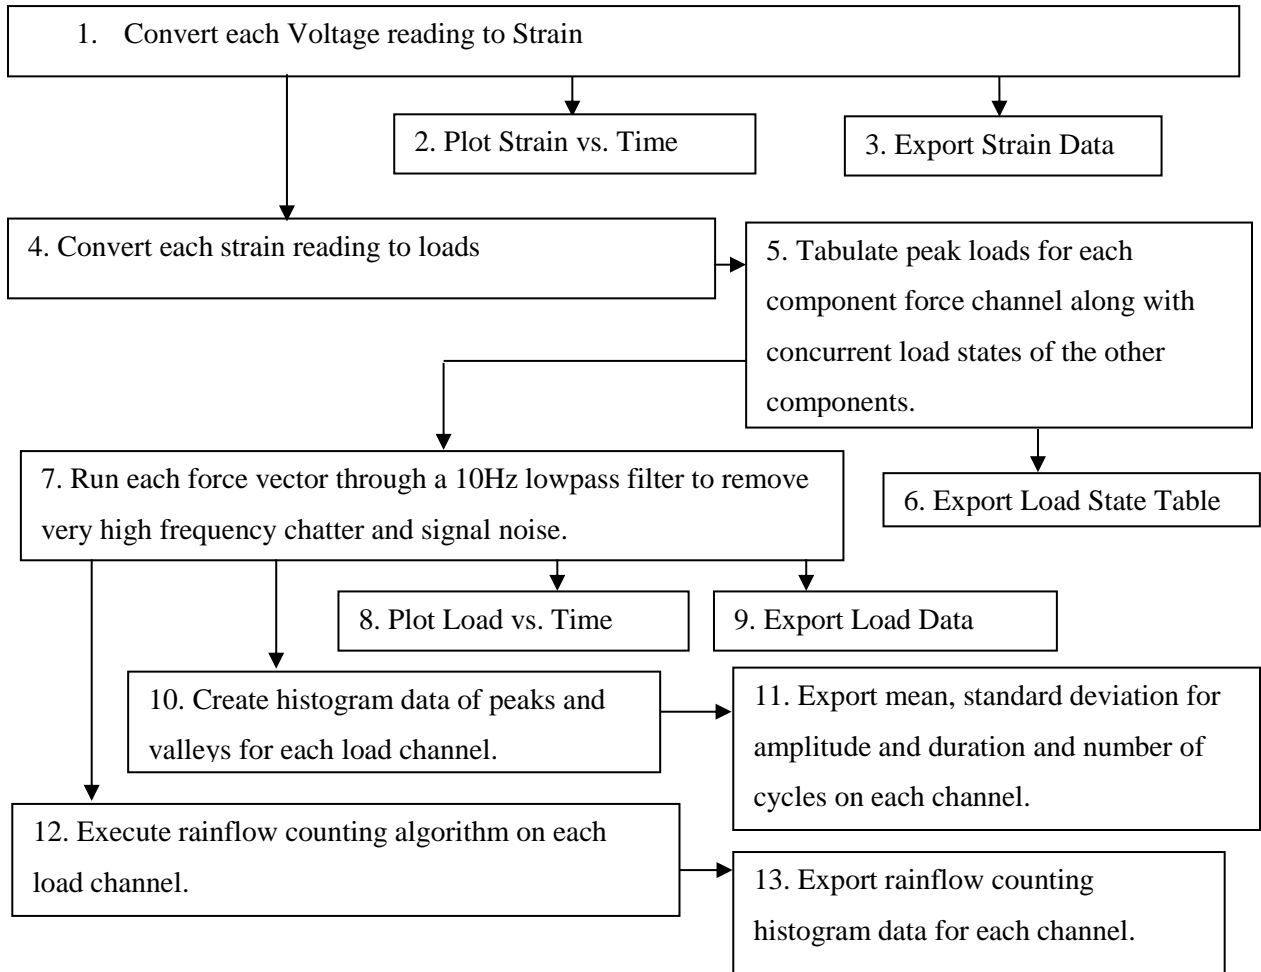 1. Convert each Voltage reading to Strain
2. Plot Strain vs. Time
3. Export Strain Data
4. Convert each strain reading to loads
5. Tabulate peak loads for each
component force channel along with
concurrent load states of the other
components.
6. Export Load State Table
7. Run each force vector through a 10Hz lowpass filter to remove
very high frequency chatter and signal noise.
8. Plot Load vs. Time
9. Export Load Data
10. Create histogram data of peaks and
valleys for each load channel.
11. Export mean, standard deviation for
amplitude and duration and number of
cycles on each channel.
12. Execute rainflow counting algorithm on each
load channel.
13. Export rainflow counting
histogram data for each channel.